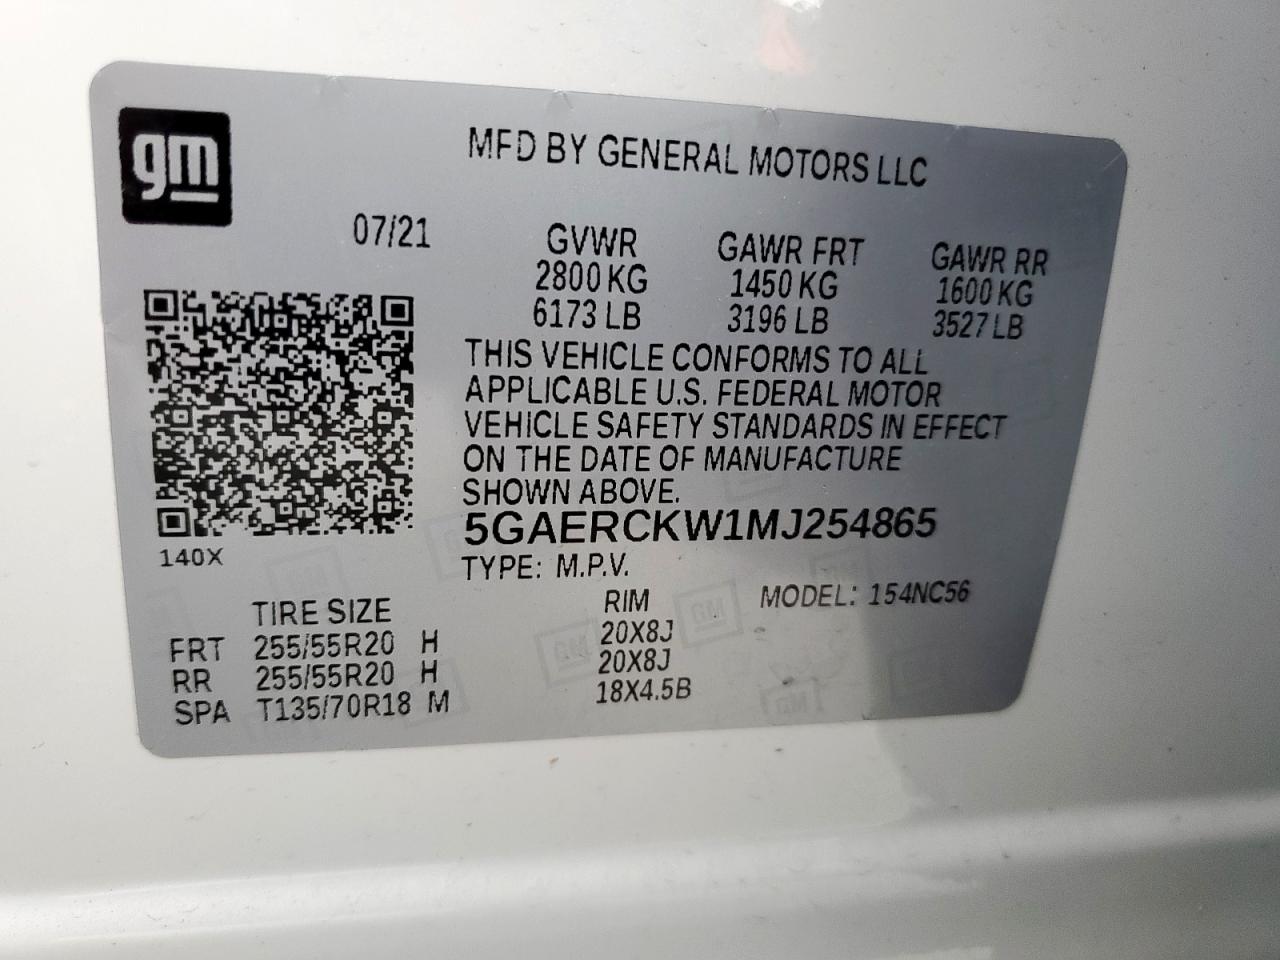 gm
MFD BY GENERAL MOTORS LLC
07/21
GVWR GAWR FRT GAWR RR
2800 KG 1450 KG 1600 KG
6173 LB 3196 LB 3527 LB
THIS VEHICLE CONFORMS TO ALL
APPLICABLE U.S. FEDERAL MOTOR
VEHICLE SAFETY STANDARDS IN EFFECT
ON THE DATE OF MANUFACTURE
SHOWN ABOVE.
5GAERCKW1MJ254865
140X
TYPE: M.P.V.
MODEL: 154NC56
TIRE SIZE RIM
FRT 255/55R20 H 20X8J
RR 255/55R20 H 20X8J
SPA T135/70R18 M 18X4.5B
GM
GM
GM